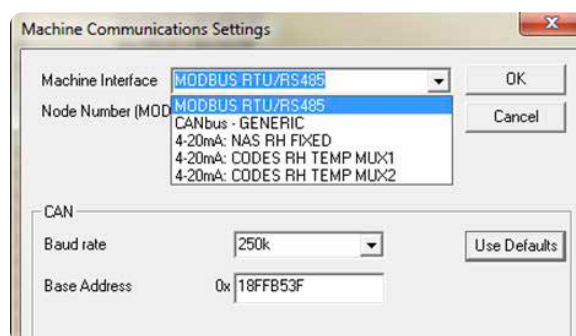 Machine Communications Settings
Machine Interface MODBUS RTU/RS485 OK
Node Number (MOD
MODBUS RTU/RS485
CANbus - GENERIC
4-20mA: NAS RH FIXED
4-20mA: CODES RH TEMP MUX1
4-20mA: CODES RH TEMP MUX2
Cancel
CAN
Baud rate 250k Use Defaults
Base Address 0x 18FFB53F